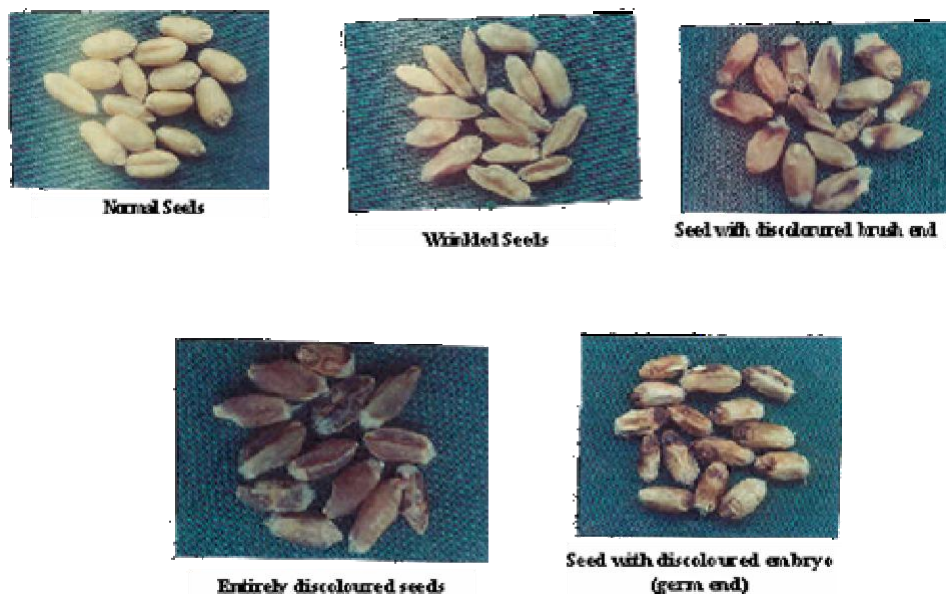 Normal Seeds
Wrinkled Seeds
Seed with discoloured brush end
Entirely discoloured seeds
Seed with discoloured embryo
(germ end)